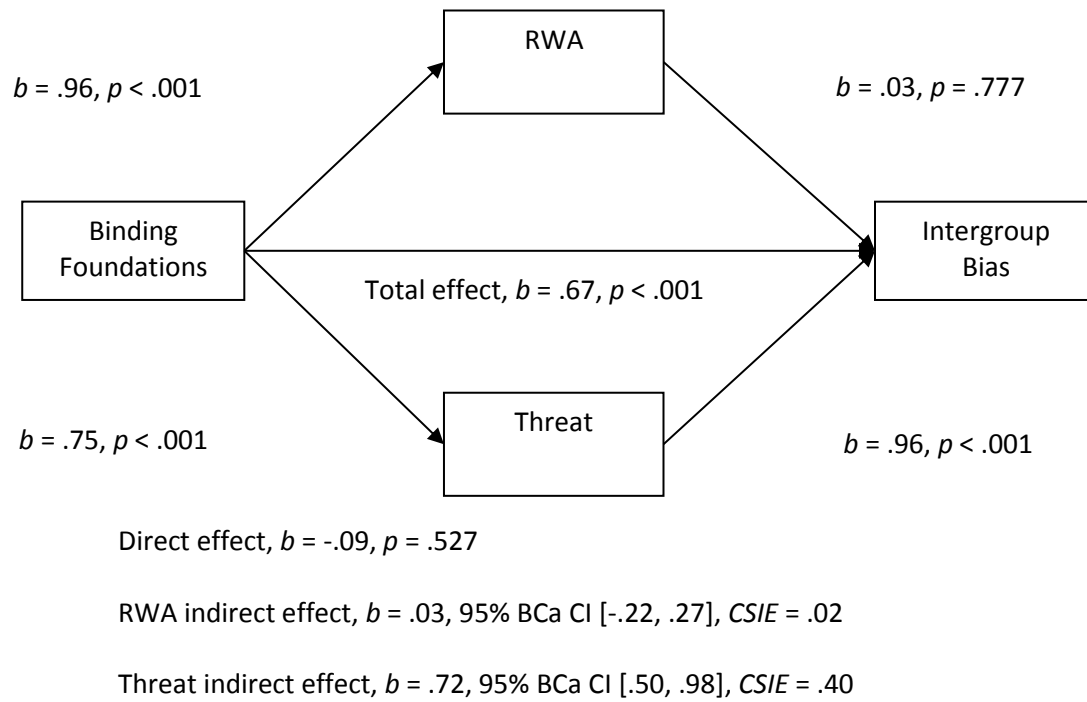 RWA
b = .96, p < .001
b = .03, p = .777
Binding
Foundations
Intergroup
Bias
Total effect, b = .67, p < .001
Threat
b = .75, p < .001
b = .96, p < .001
Direct effect, b = -.09, p = .527
RWA indirect effect, b = .03, 95% BCa CI [-.22, .27], CSIE = .02
Threat indirect effect, b = .72, 95% BCa CI [.50, .98], CSIE = .40